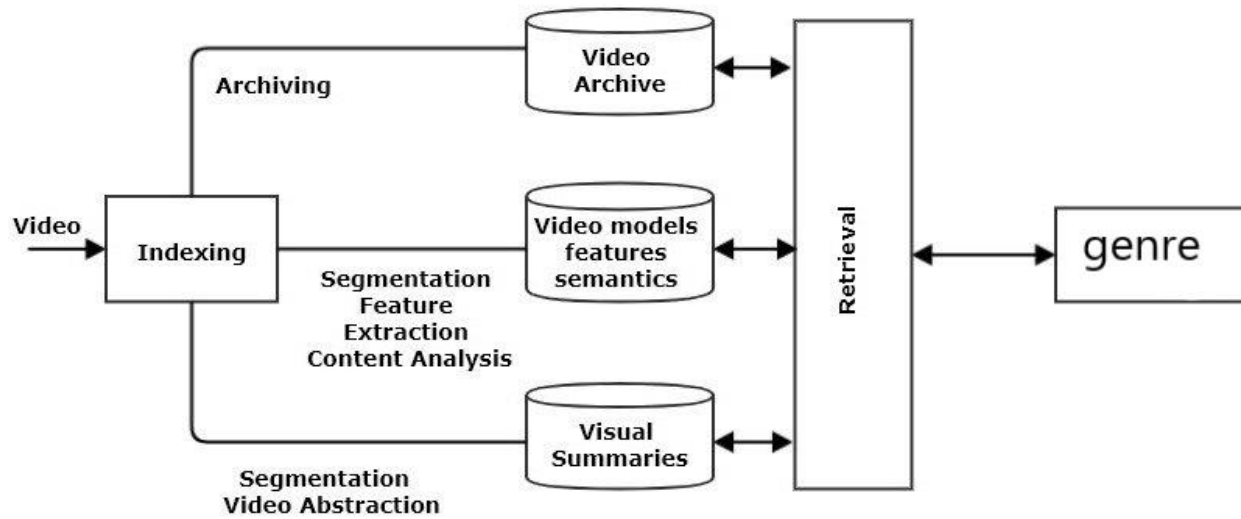 Video
Archive
Archiving
Video
Indexing
Video models
features
semantics
Segmentation
Feature
Extraction
Content Analysis
Retrieval
genre
Visual
Summaries
Segmentation
Video Abstraction